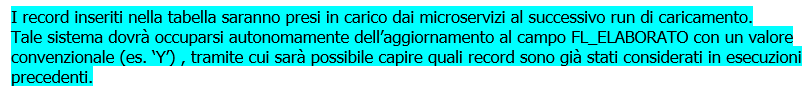 I record inseriti nella tabella saranno presi in carico dai microservizi al successivo run di caricamento.
Tale sistema dovrà occuparsi autonomamente dell’aggiornamento al campo FL_ELABORATO con un valore
convenzionale (es. ‘Y’) , tramite cui sarà possibile capire quali record sono già stati considerati in esecuzioni
precedenti.